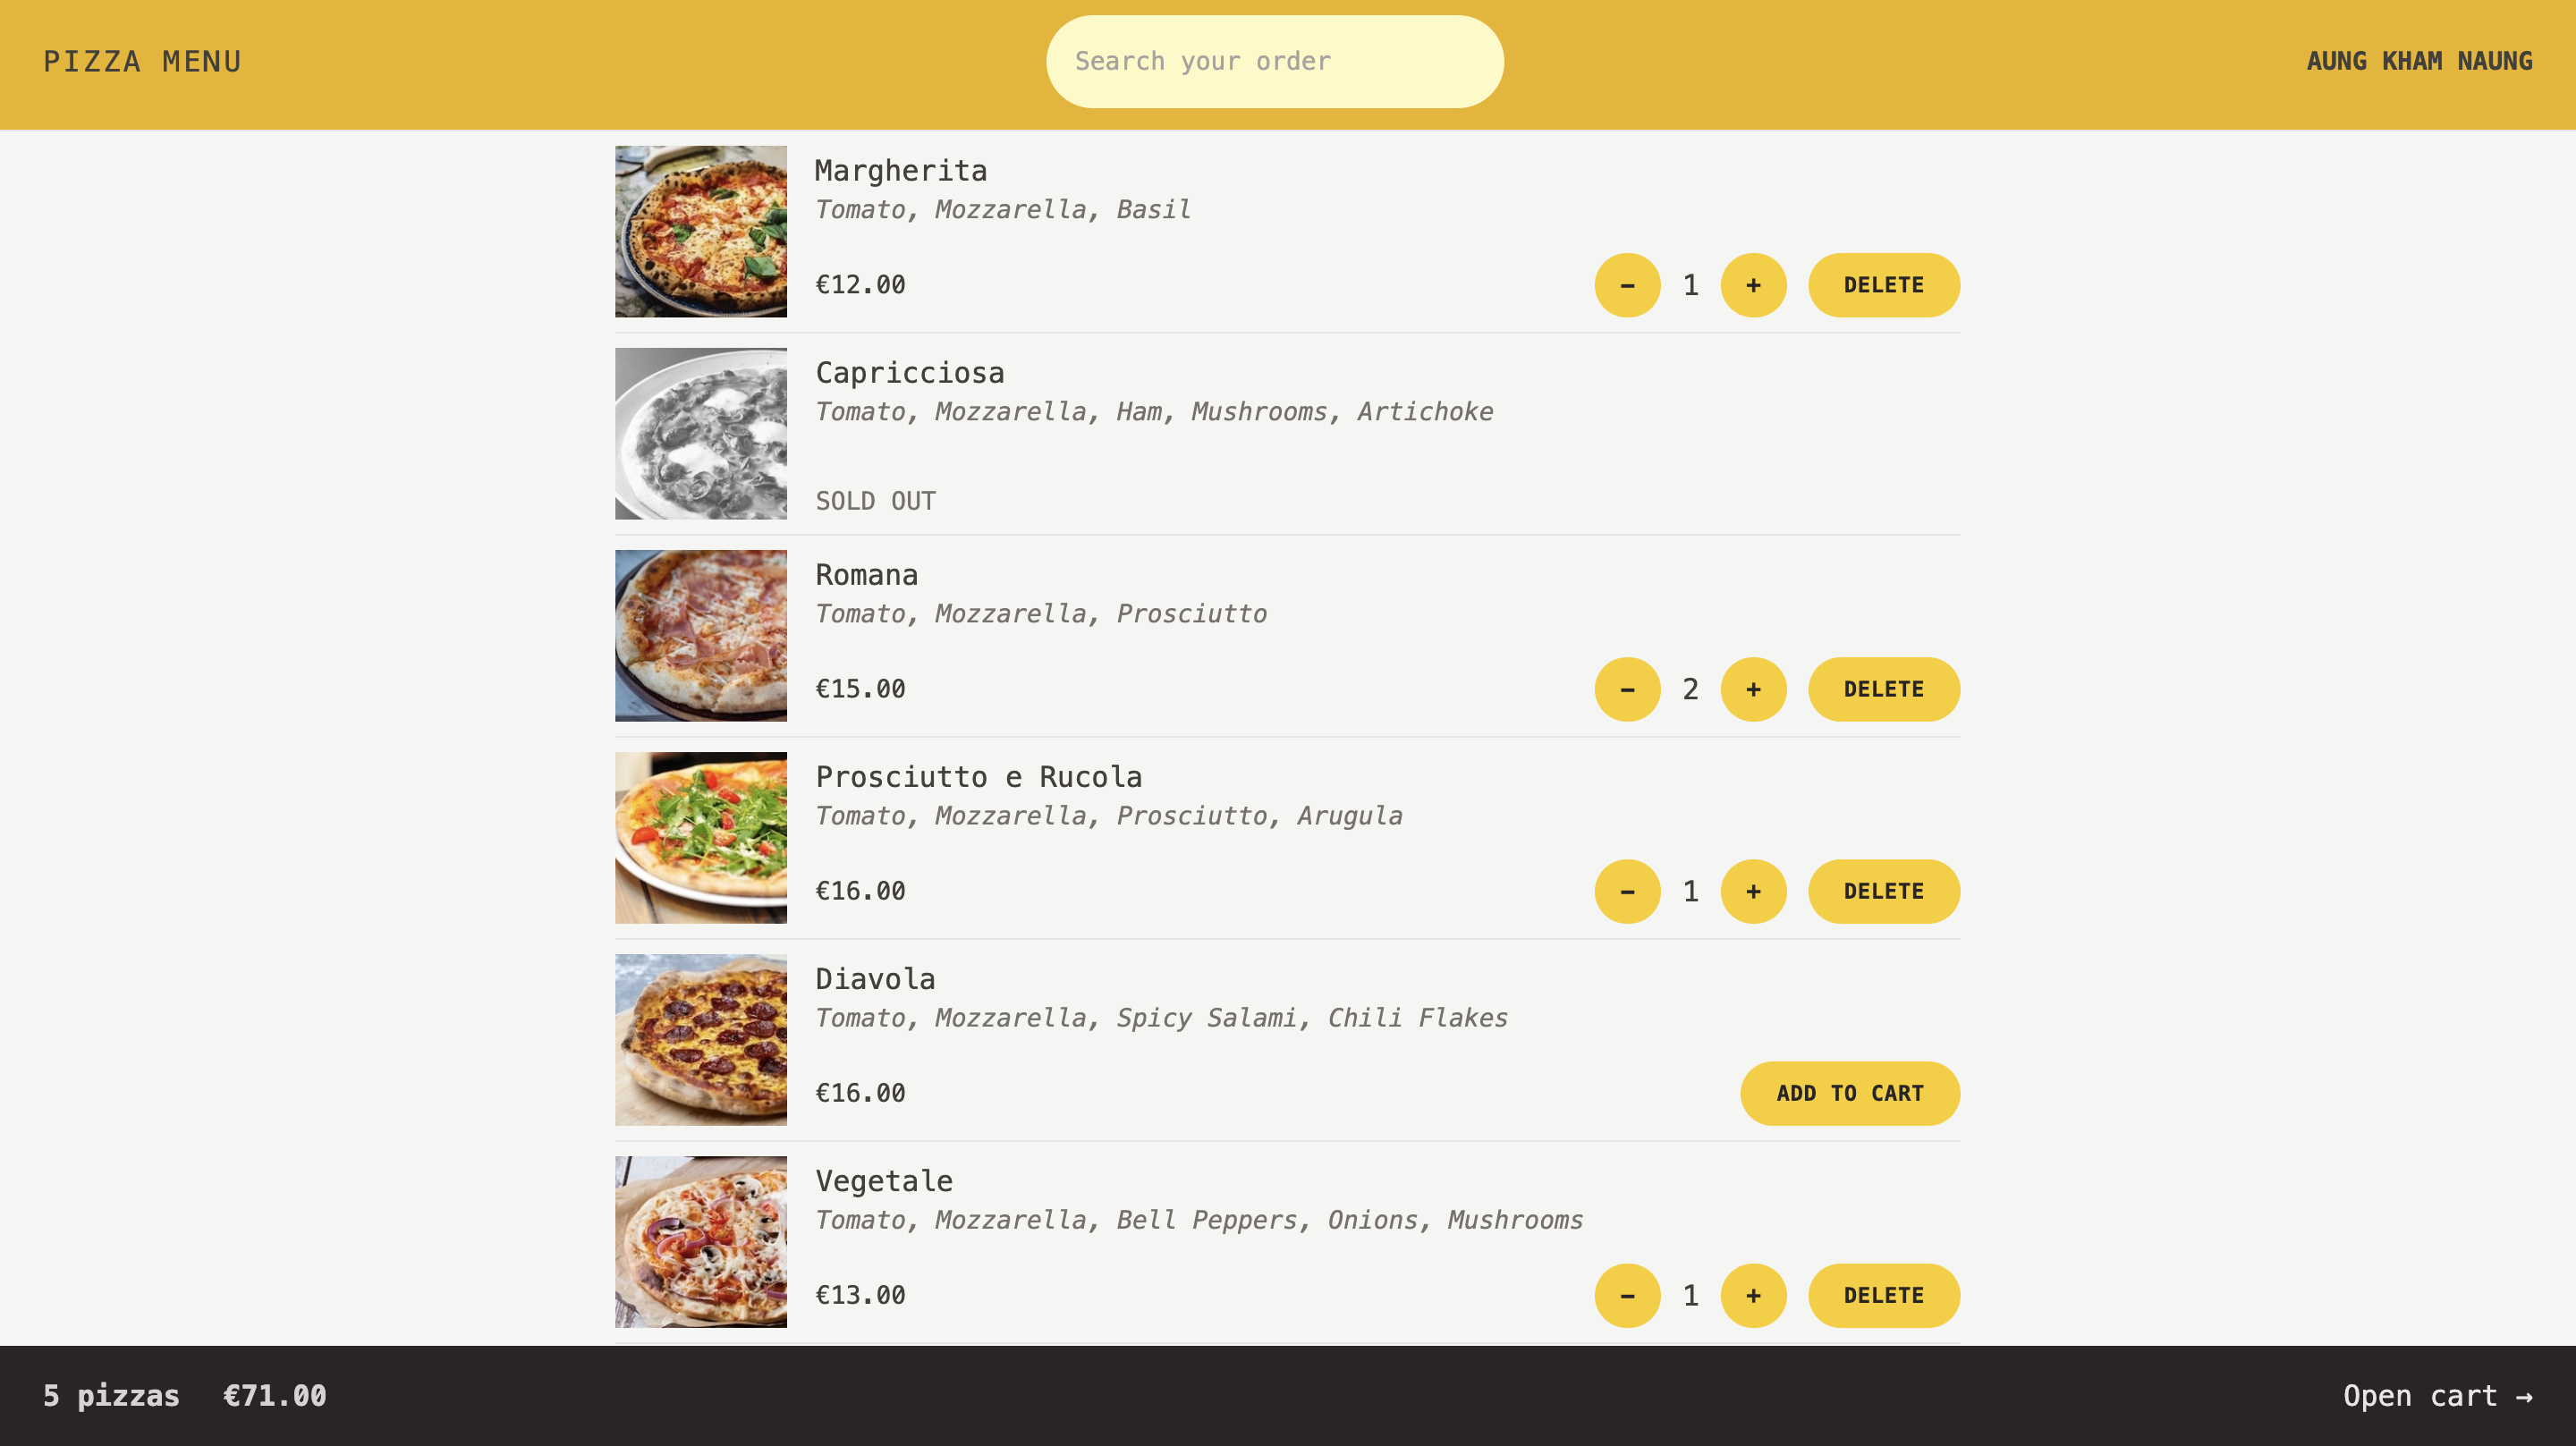 PIZZA MENU
Search your order
AUNG KHAM NAUNG
Margherita
Tomato, Mozzarella, Basil
€12.00
- 1 + DELETE
Capricciosa
Tomato, Mozzarella, Ham, Mushrooms, Artichoke
SOLD OUT
Romana
Tomato, Mozzarella, Prosciutto
€15.00
- 2 + DELETE
Prosciutto e Rucola
Tomato, Mozzarella, Prosciutto, Arugula
€16.00
- 1 + DELETE
Diavola
Tomato, Mozzarella, Spicy Salami, Chili Flakes
€16.00
ADD TO CART
Vegetale
Tomato, Mozzarella, Bell Peppers, Onions, Mushrooms
€13.00
- 1 + DELETE
5 pizzas €71.00
Open cart →